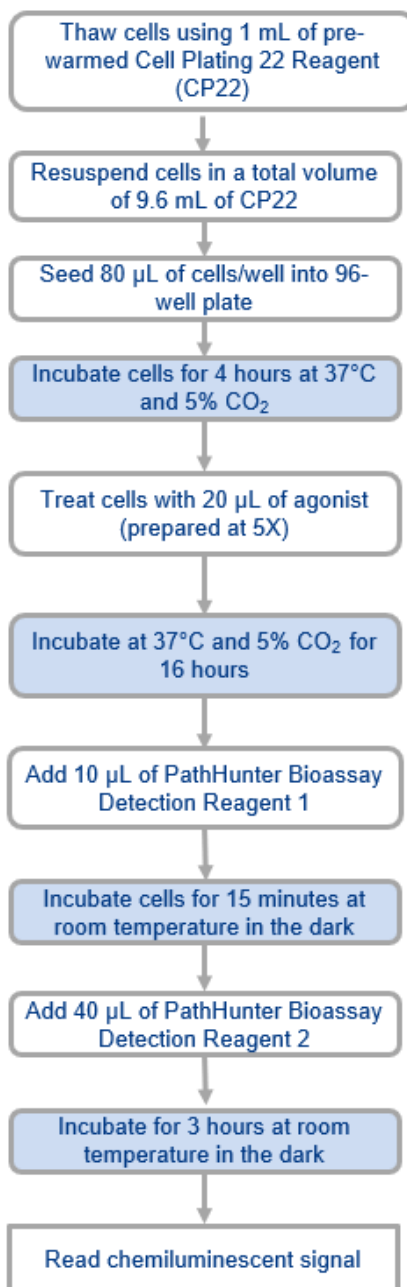 Thaw cells using 1 mL of pre-
warmed Cell Plating 22 Reagent
(CP22)
Resuspend cells in a total volume
of 9.6 mL of CP22
Seed 80 µL of cells/well into 96-
well plate
Incubate cells for 4 hours at 37°C
and 5% CO₂
Treat cells with 20 µL of agonist
(prepared at 5X)
Incubate at 37°C and 5% CO₂ for
16 hours
Add 10 µL of PathHunter Bioassay
Detection Reagent 1
Incubate cells for 15 minutes at
room temperature in the dark
Add 40 µL of PathHunter Bioassay
Detection Reagent 2
Incubate for 3 hours at room
temperature in the dark
Read chemiluminescent signal